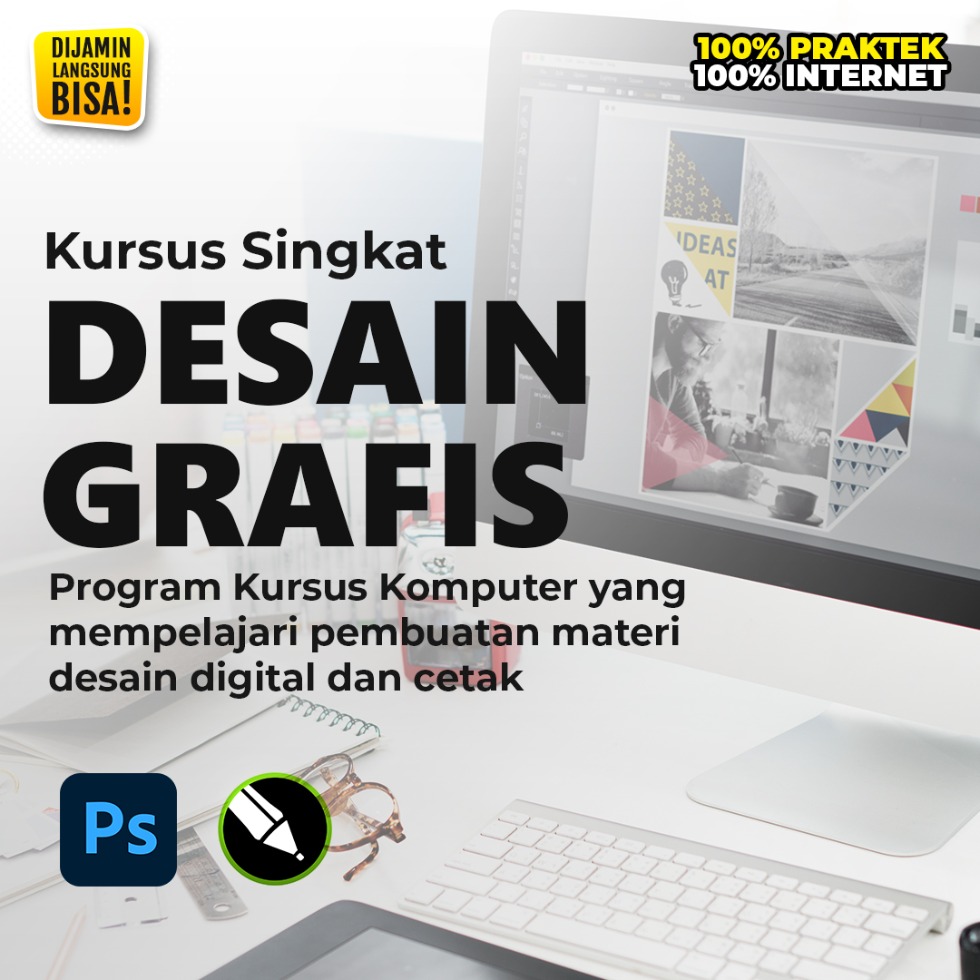 DIJAMIN
LANGSUNG
BISA!
100% PRAKTEK
100% INTERNET
IDEAS
AT
Kursus Singkat
DESAIN
GRAFIS
Program Kursus Komputer yang
mempelajari pembuatan materi
desain digital dan cetak
Ps